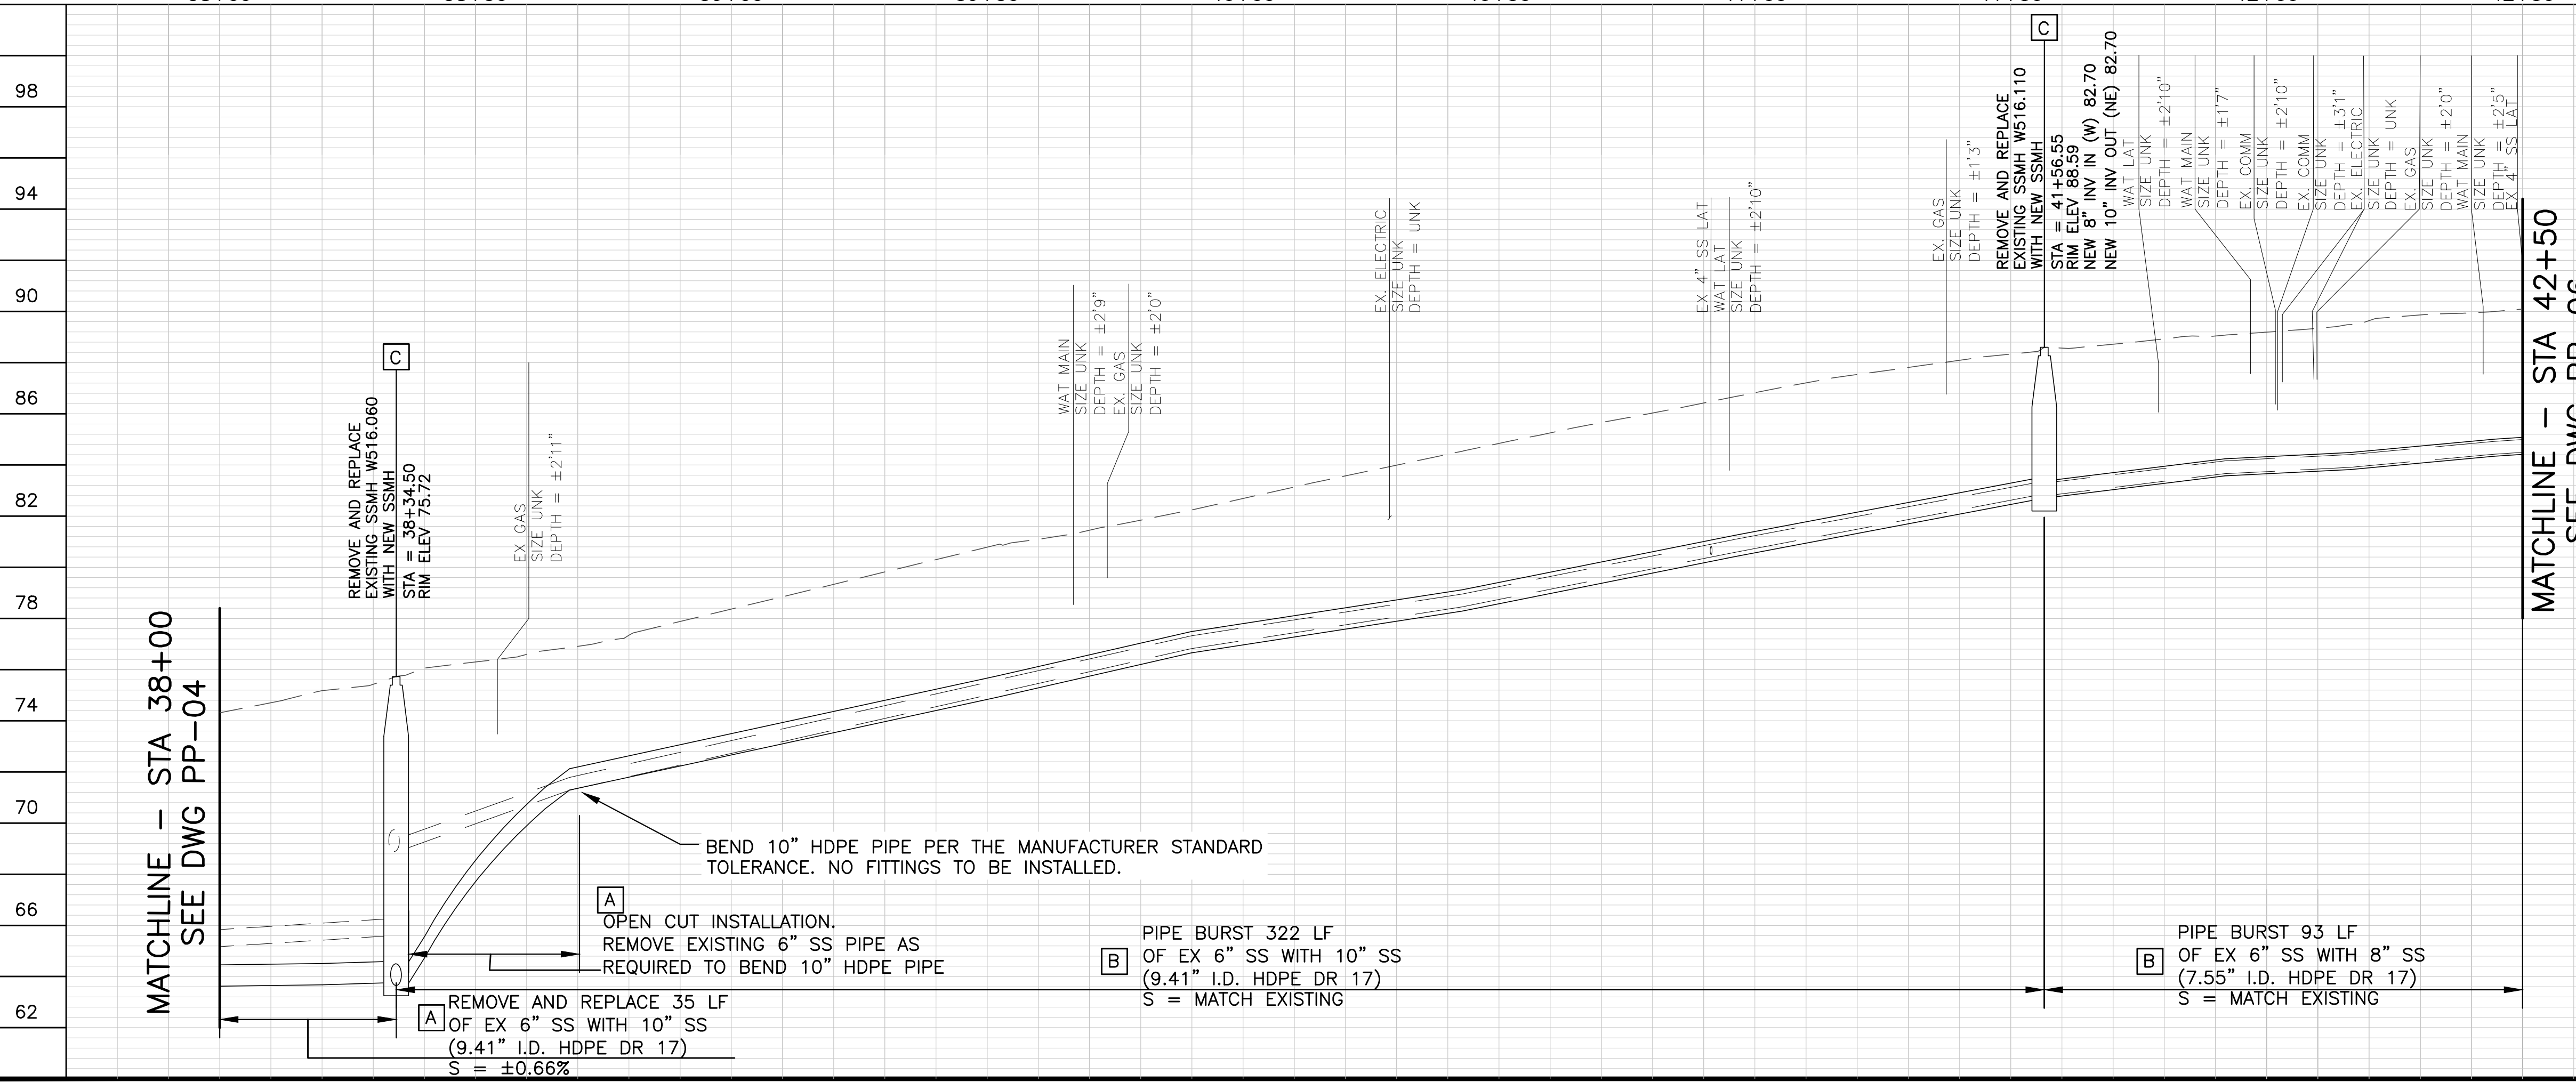 98
94
90
86
82
78
74
70
66
62
MATCHLINE – STA 38+00
SEE DWG PP–04
C
REMOVE AND REPLACE
EXISTING SSMH W516.060
WITH NEW SSMH
STA = 38+34.50
RIM ELEV 75.72
EX GAS
SIZE UNK
DEPTH = ±2'11"
WAT MAIN
SIZE UNK
DEPTH = ±2'9"
EX. GAS
SIZE UNK
DEPTH = ±2'0"
EX. ELECTRIC
SIZE UNK
DEPTH = UNK
EX 4" SS LAT
WAT LAT
SIZE UNK
DEPTH = ±2'10"
EX. GAS
SIZE UNK
DEPTH = ±1'3"
C
REMOVE AND REPLACE
EXISTING SSMH W516.110
WITH NEW SSMH
STA = 41+56.55
RIM ELEV 88.59
NEW 8" INV IN (W) 82.70
NEW 10" INV OUT (NE) 82.70
WAT LAT
SIZE UNK
DEPTH = ±2'10"
WAT MAIN
SIZE UNK
DEPTH = ±1'7"
EX. COMM
SIZE UNK
DEPTH = ±2'10"
EX. COMM
SIZE UNK
DEPTH = ±3'1"
EX. ELECTRIC
SIZE UNK
DEPTH = UNK
EX. GAS
SIZE UNK
DEPTH = ±2'0"
WAT MAIN
SIZE UNK
DEPTH = ±2'5"
EX. 4" SS LAT
MATCHLINE – STA 42+50
SEE DWG
BEND 10" HDPE PIPE PER THE MANUFACTURER STANDARD
TOLERANCE. NO FITTINGS TO BE INSTALLED.
A
OPEN CUT INSTALLATION.
REMOVE EXISTING 6" SS PIPE AS
REQUIRED TO BEND 10" HDPE PIPE
A
REMOVE AND REPLACE 35 LF
OF EX 6" SS WITH 10" SS
(9.41" I.D. HDPE DR 17)
S = ±0.66%
B
PIPE BURST 322 LF
OF EX 6" SS WITH 10" SS
(9.41" I.D. HDPE DR 17)
S = MATCH EXISTING
B
PIPE BURST 93 LF
OF EX 6" SS WITH 8" SS
(7.55" I.D. HDPE DR 17)
S = MATCH EXISTING